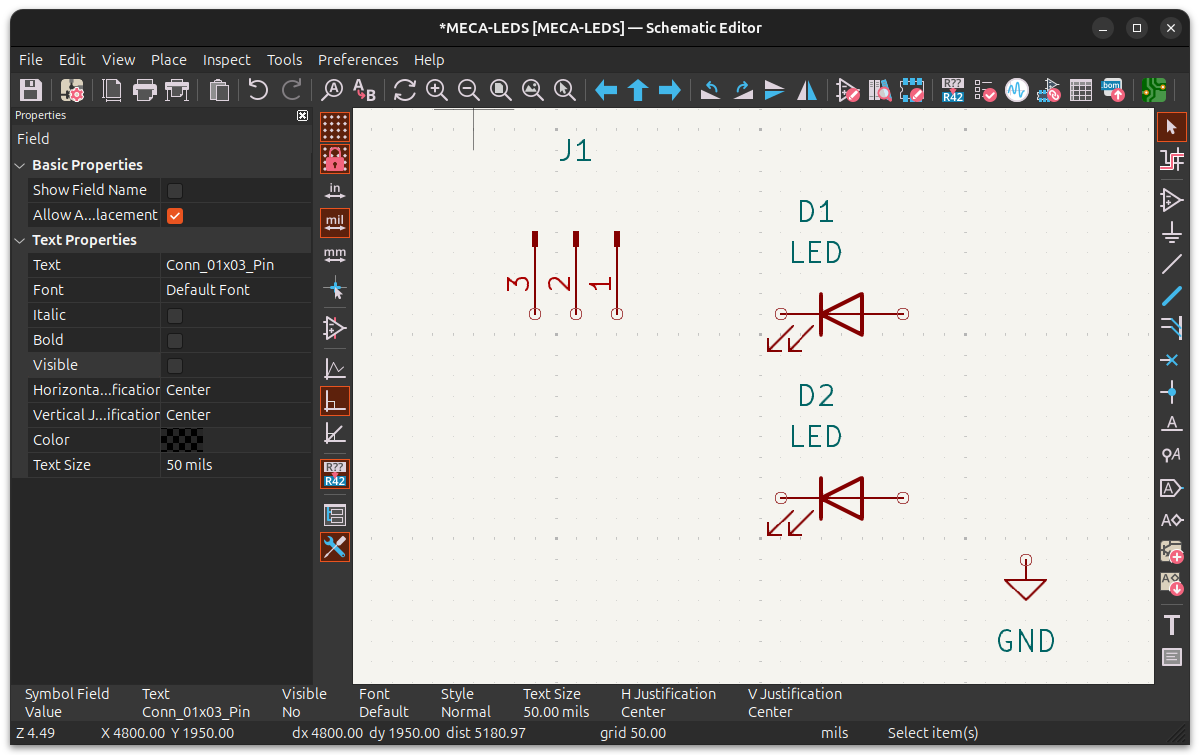 *MECA-LEDS [MECA-LEDS] — Schematic Editor
File Edit View Place Inspect Tools Preferences Help
A
B
R??
R42
.bom
Properties
Field
Basic Properties
Show Field Name
Allow A...lacement
Text Properties
Text Conn_01x03_Pin
Font Default Font
Italic
Bold
Visible
Horizonta...fication Center
Vertical J...ification Center
Color
Text Size 50 mils
in
mil
mm
R??
R42
J1
3 2 1
D1
LED
D2
LED
GND
A
A
A
A
A
T
Symbol Field Text Visible Font Style Text Size H Justification V Justification
Value Conn_01x03_Pin No Default Normal 50.00 mils Center Center
Z 4.49 X 4800.00 Y 1950.00 dx 4800.00 dy 1950.00 dist 5180.97 grid 50.00 mils Select item(s)